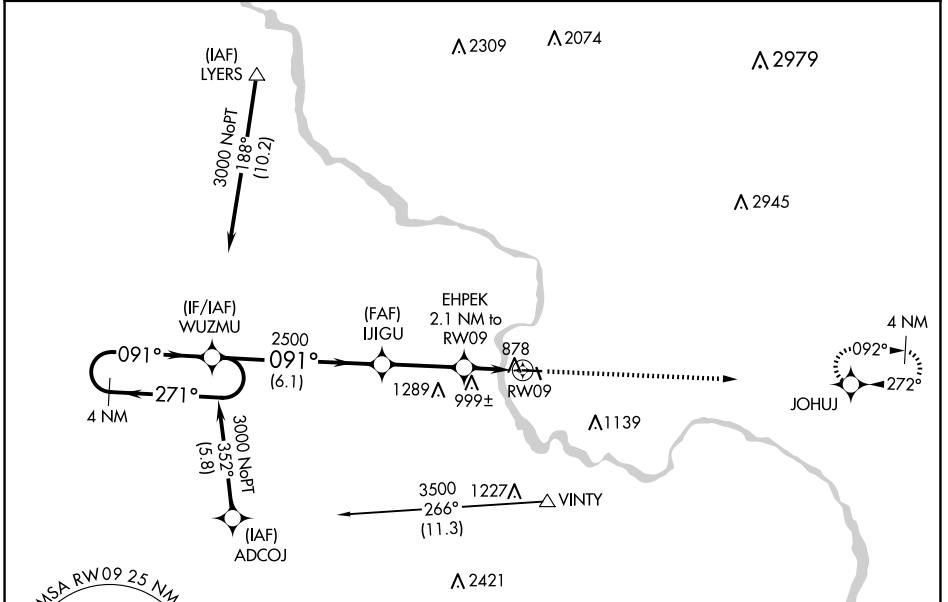 2309
2074
2979
(IAF)
LYERS
3000 NoPT
188°
(10.2)
2945
(IF/IAF)
WUZMU
2500
091°
(6.1)
(FAF)
IJIGU
EHPEK
2.1 NM to
RW09
878
RW09
4 NM
092°
272°
JOHUJ
091°
271°
4 NM
1289
999±
1139
3000 NoPT
352°
(5.8)
3500
266°
(11.3)
1227
VINTY
(IAF)
ADCOJ
MSA RW09 25 NM
2421